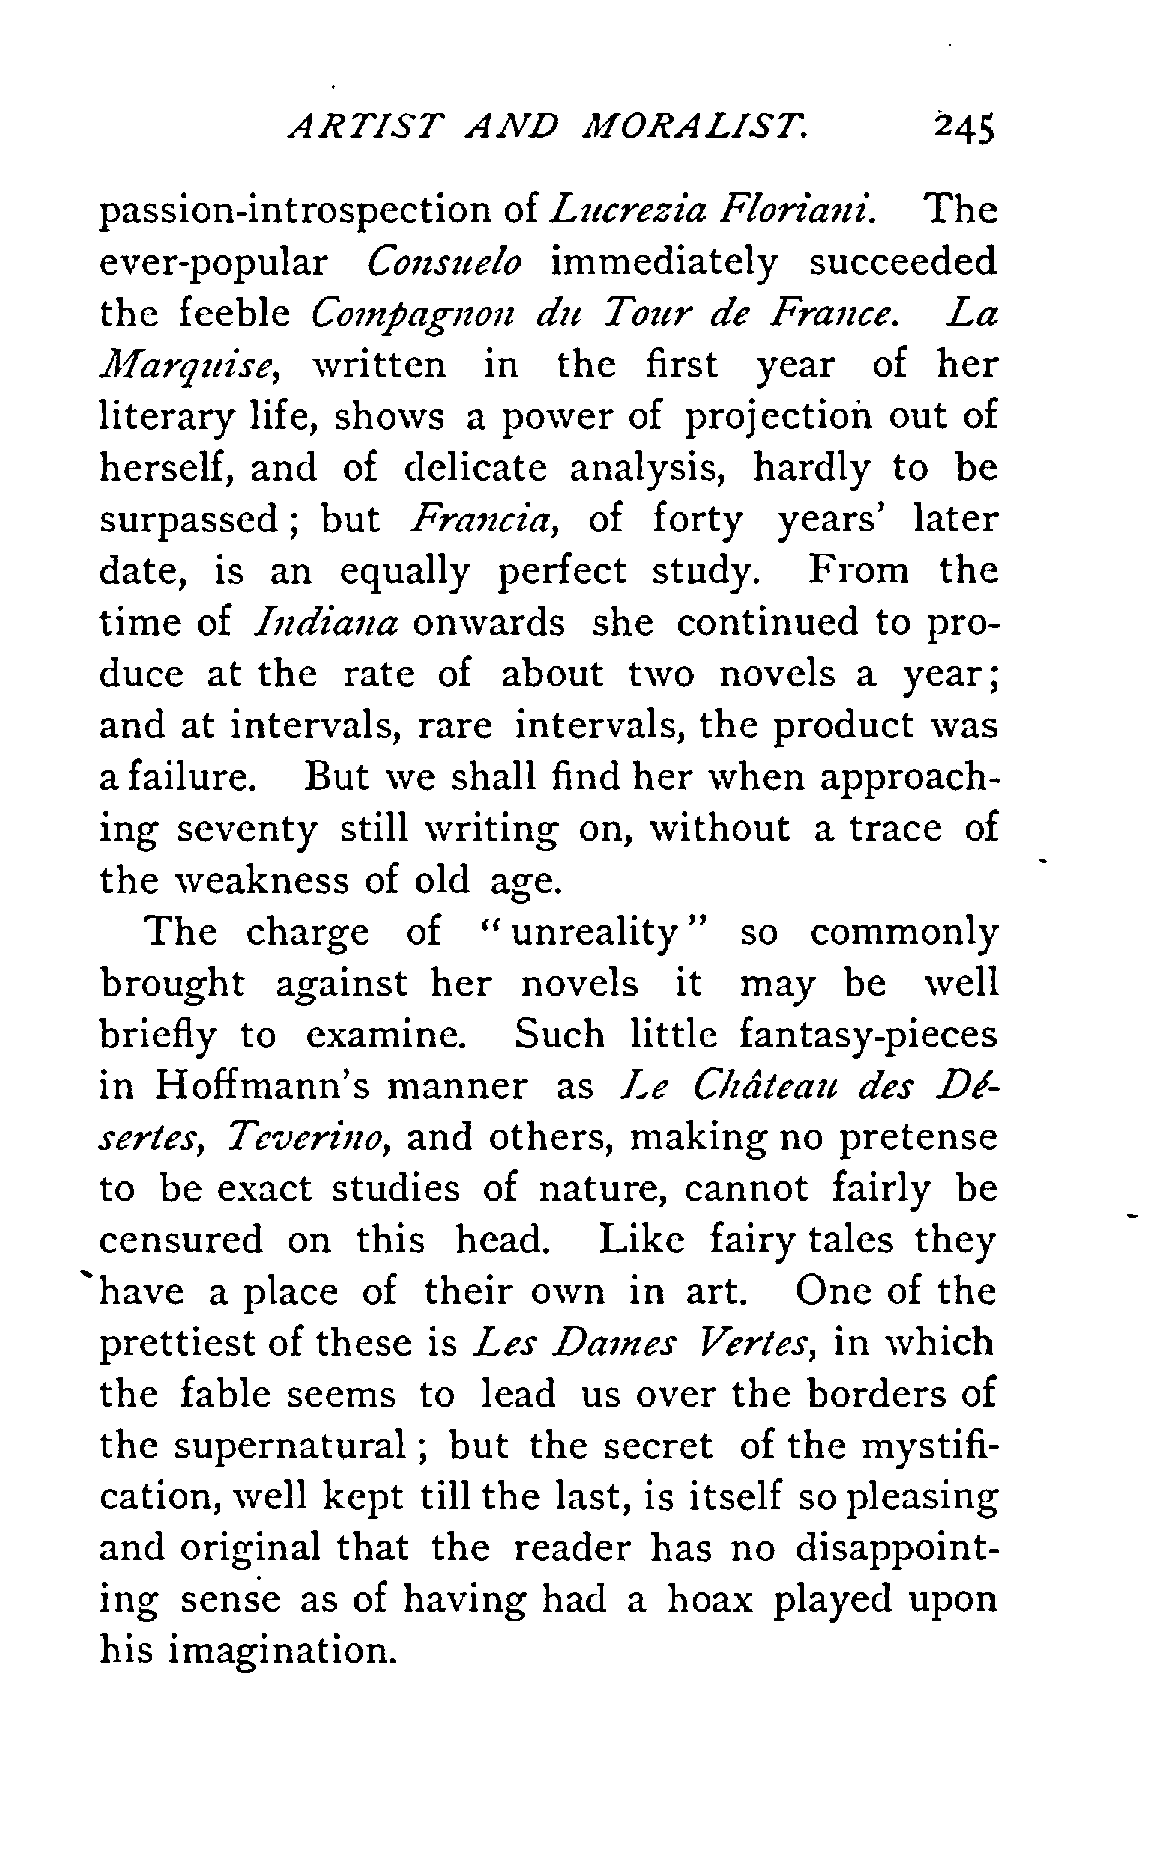 ARTIST AND MORALIST. 245
passion-introspection of Lucrezia Floriani. The
ever-popular Consuelo immediately succeeded
the feeble Compagnon du Tour de France. La
Marquise, written in the first year of her
literary life, shows a power of projection out of
herself, and of delicate analysis, hardly to be
surpassed ; but Francia, of forty years' later
date, is an equally perfect study. From the
time of Indiana onwards she continued to pro-
duce at the rate of about two novels a year;
and at intervals, rare intervals, the product was
a failure. But we shall find her when approach-
ing seventy still writing on, without a trace of
the weakness of old age.
The charge of “ unreality ” so commonly
brought against her novels it may be well
briefly to examine. Such little fantasy-pieces
in Hoffmann's manner as Le Château des Dé-
sertes, Teverino, and others, making no pretense
to be exact studies of nature, cannot fairly be
censured on this head. Like fairy tales they
have a place of their own in art. One of the
prettiest of these is Les Dames Vertes, in which
the fable seems to lead us over the borders of
the supernatural ; but the secret of the mystifi-
cation, well kept till the last, is itself so pleasing
and original that the reader has no disappoint-
ing sense as of having had a hoax played upon
his imagination.